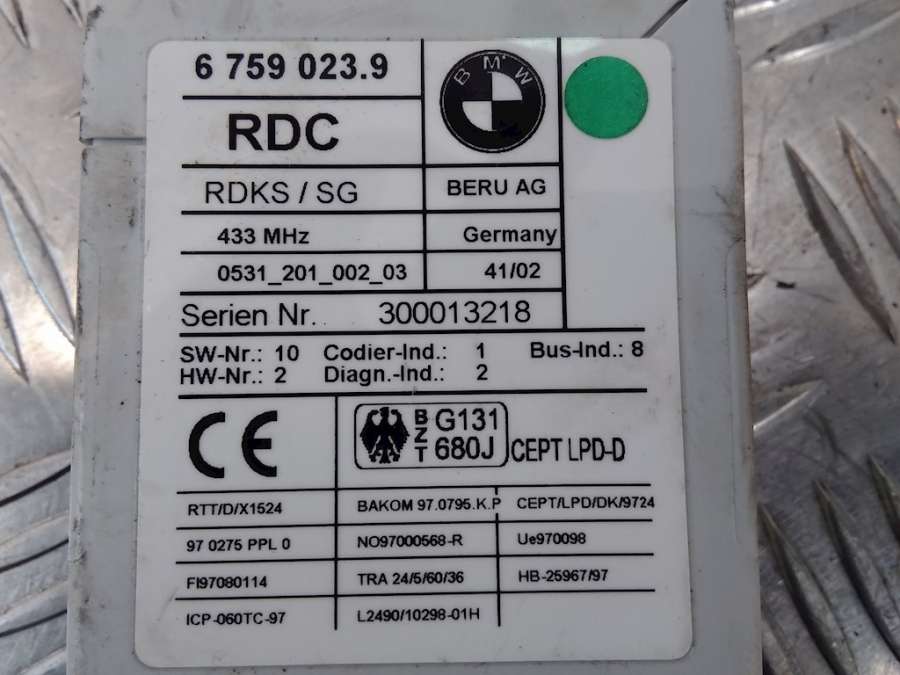 6 759 023.9
BMW
RDC
RDKS / SG
BERU AG
433 MHz
Germany
0531_201_002_03
41/02
Serien Nr. 300013218
SW-Nr.: 10 Codier-Ind.: 1 Bus-Ind.: 8
HW-Nr.: 2 Diagn.-Ind.: 2
CE
BZT G131 680J
CEPT LPD-D
RTT/D/X1524 BAKOM 97.0795.K.P CEPT/LPD/DK/9724
97 0275 PPL 0 NO97000568-R Ue970098
FI97080114 TRA 24/5/60/36 HB-25967/97
ICP-060TC-97 L2490/10298-01H